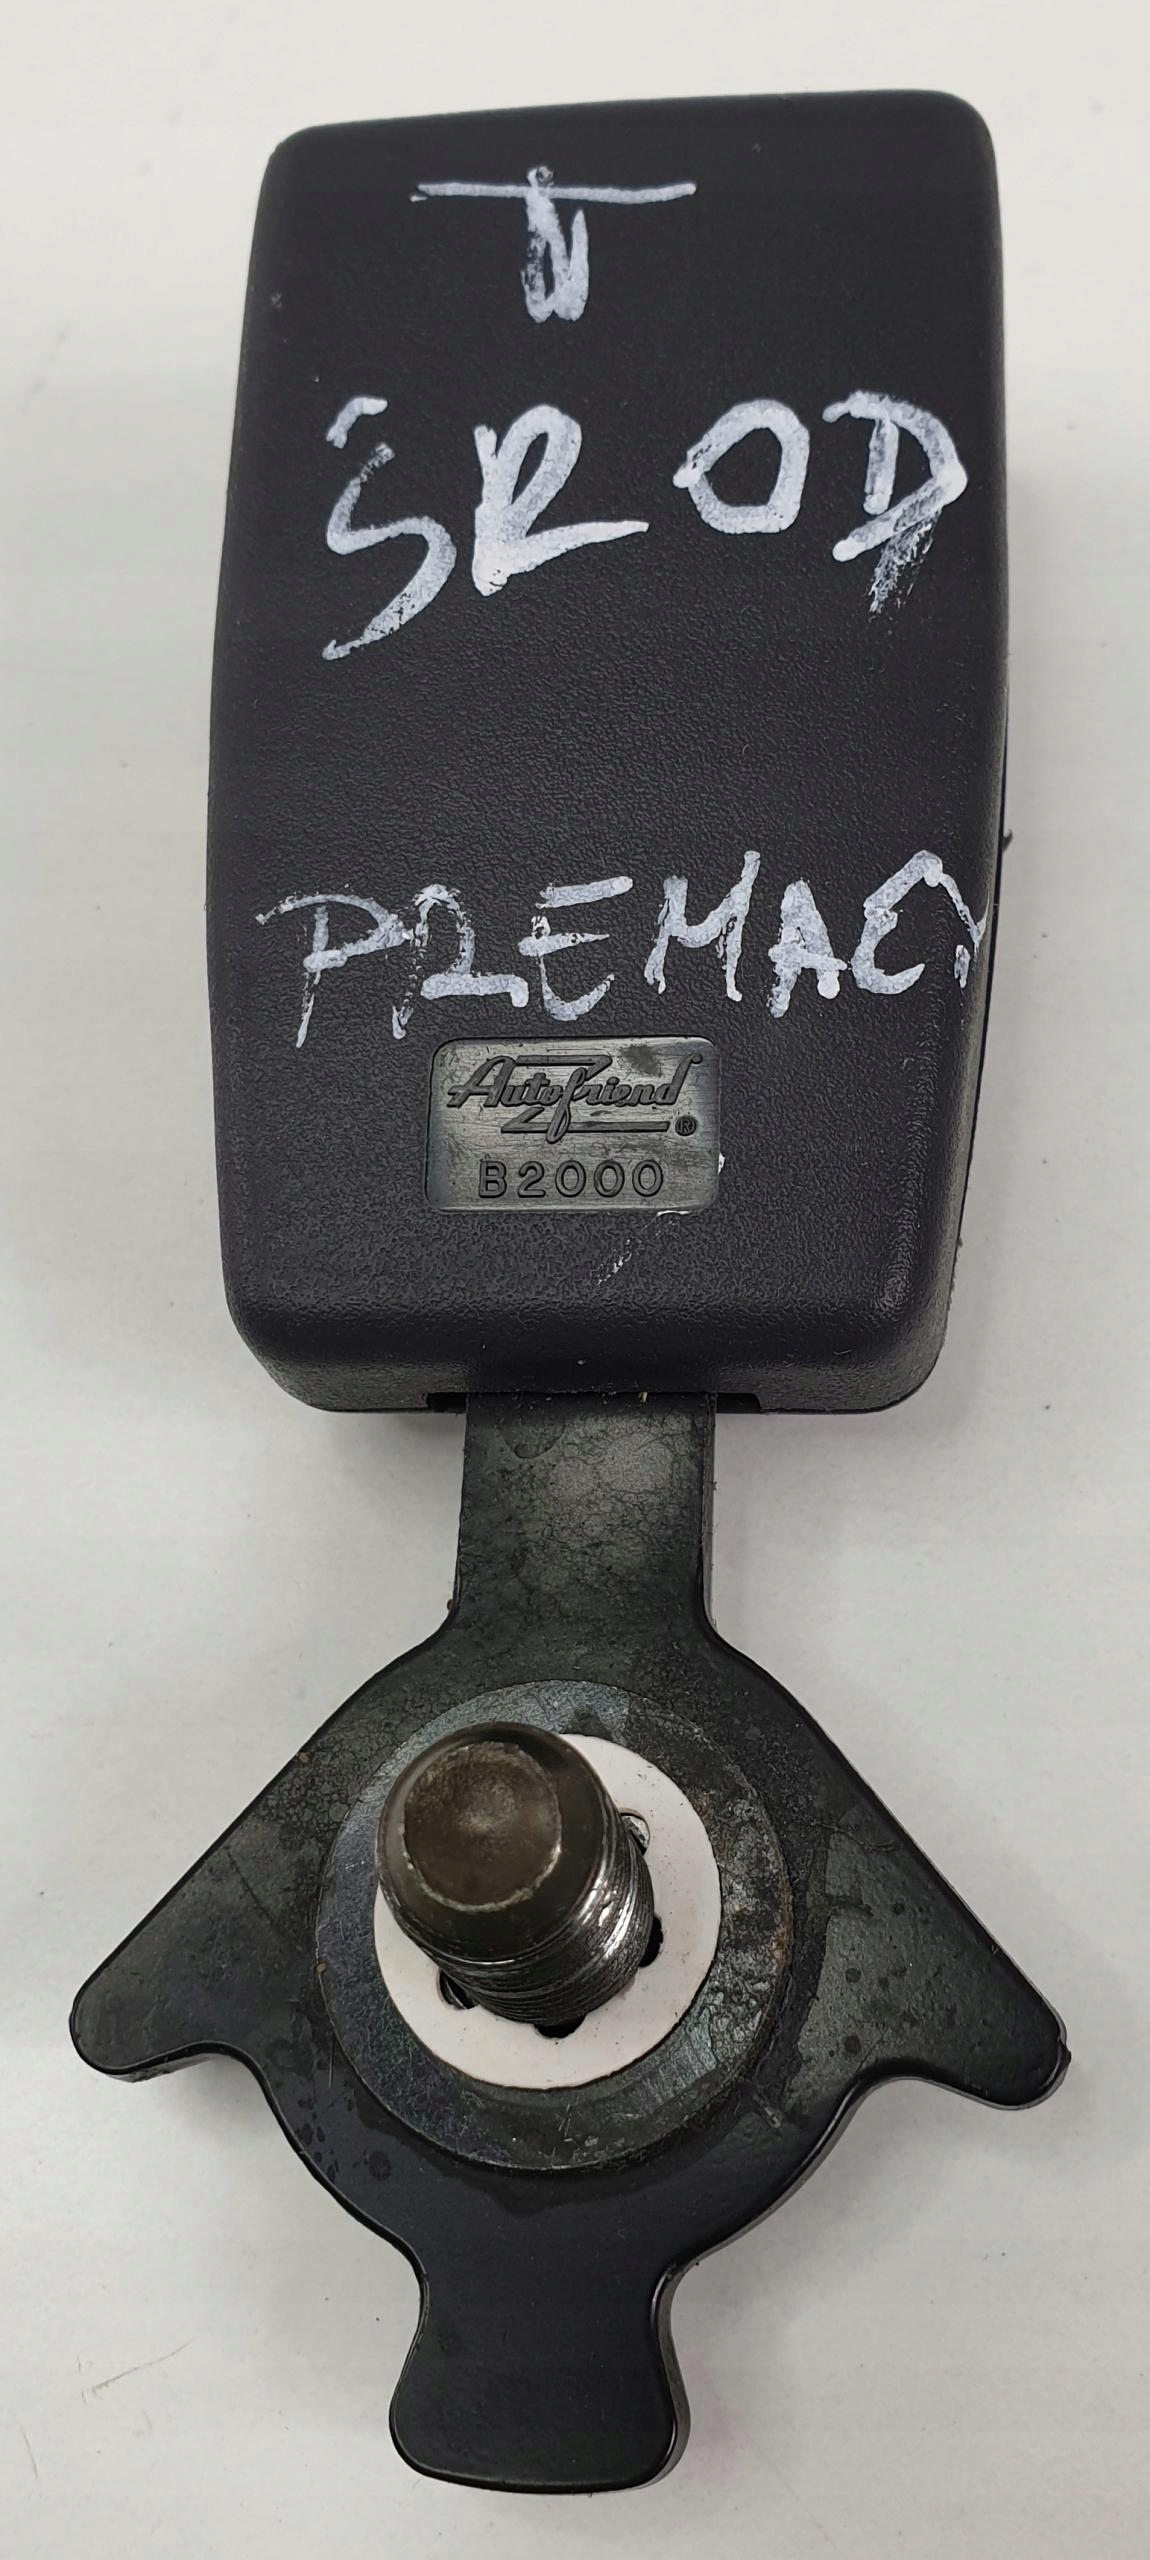 ŚROD
PREMACY
Autofriend ®
B2000